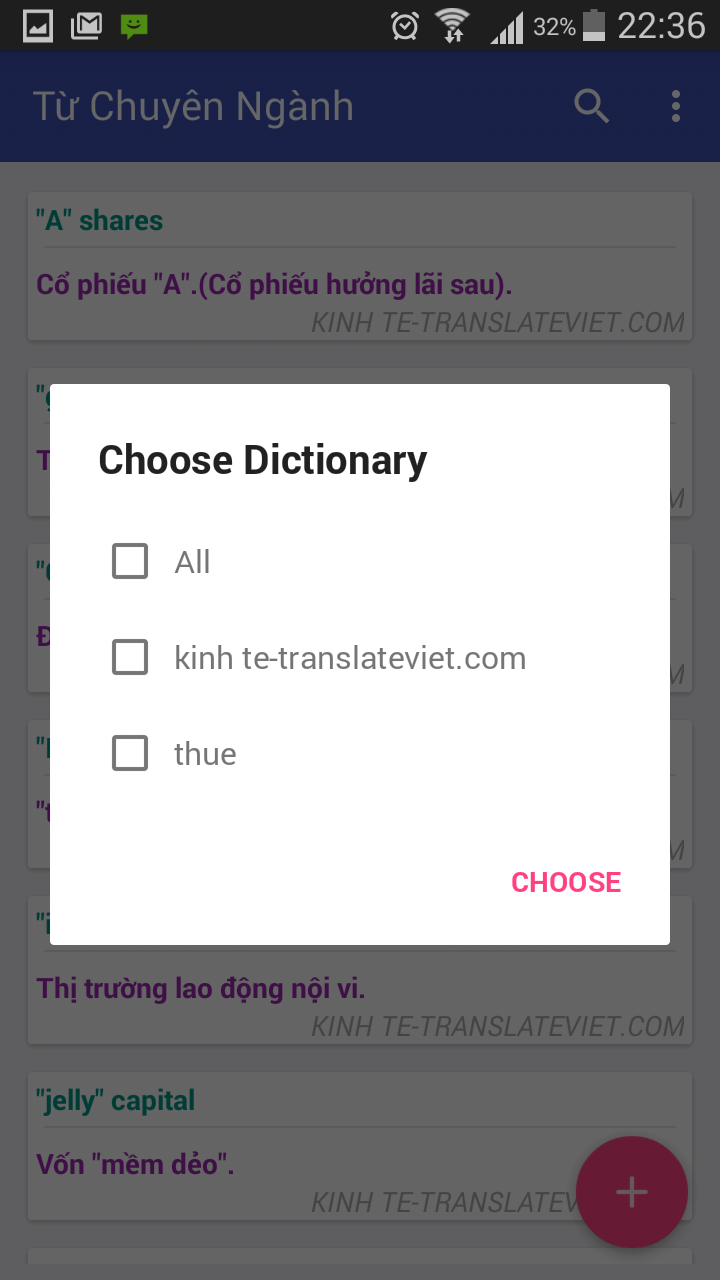 32% 22:36
Từ Chuyên Ngành
"A" shares
Cổ phiếu "A".(Cổ phiếu hưởng lãi sau).
KINH TE-TRANSLATEVIET.COM
Choose Dictionary
All
kinh te-translateviet.com
thue
CHOOSE
Thị trường lao động nội vi.
KINH TE-TRANSLATEVIET.COM
"jelly" capital
Vốn "mềm dẻo".
KINH TE-TRANSLATEV